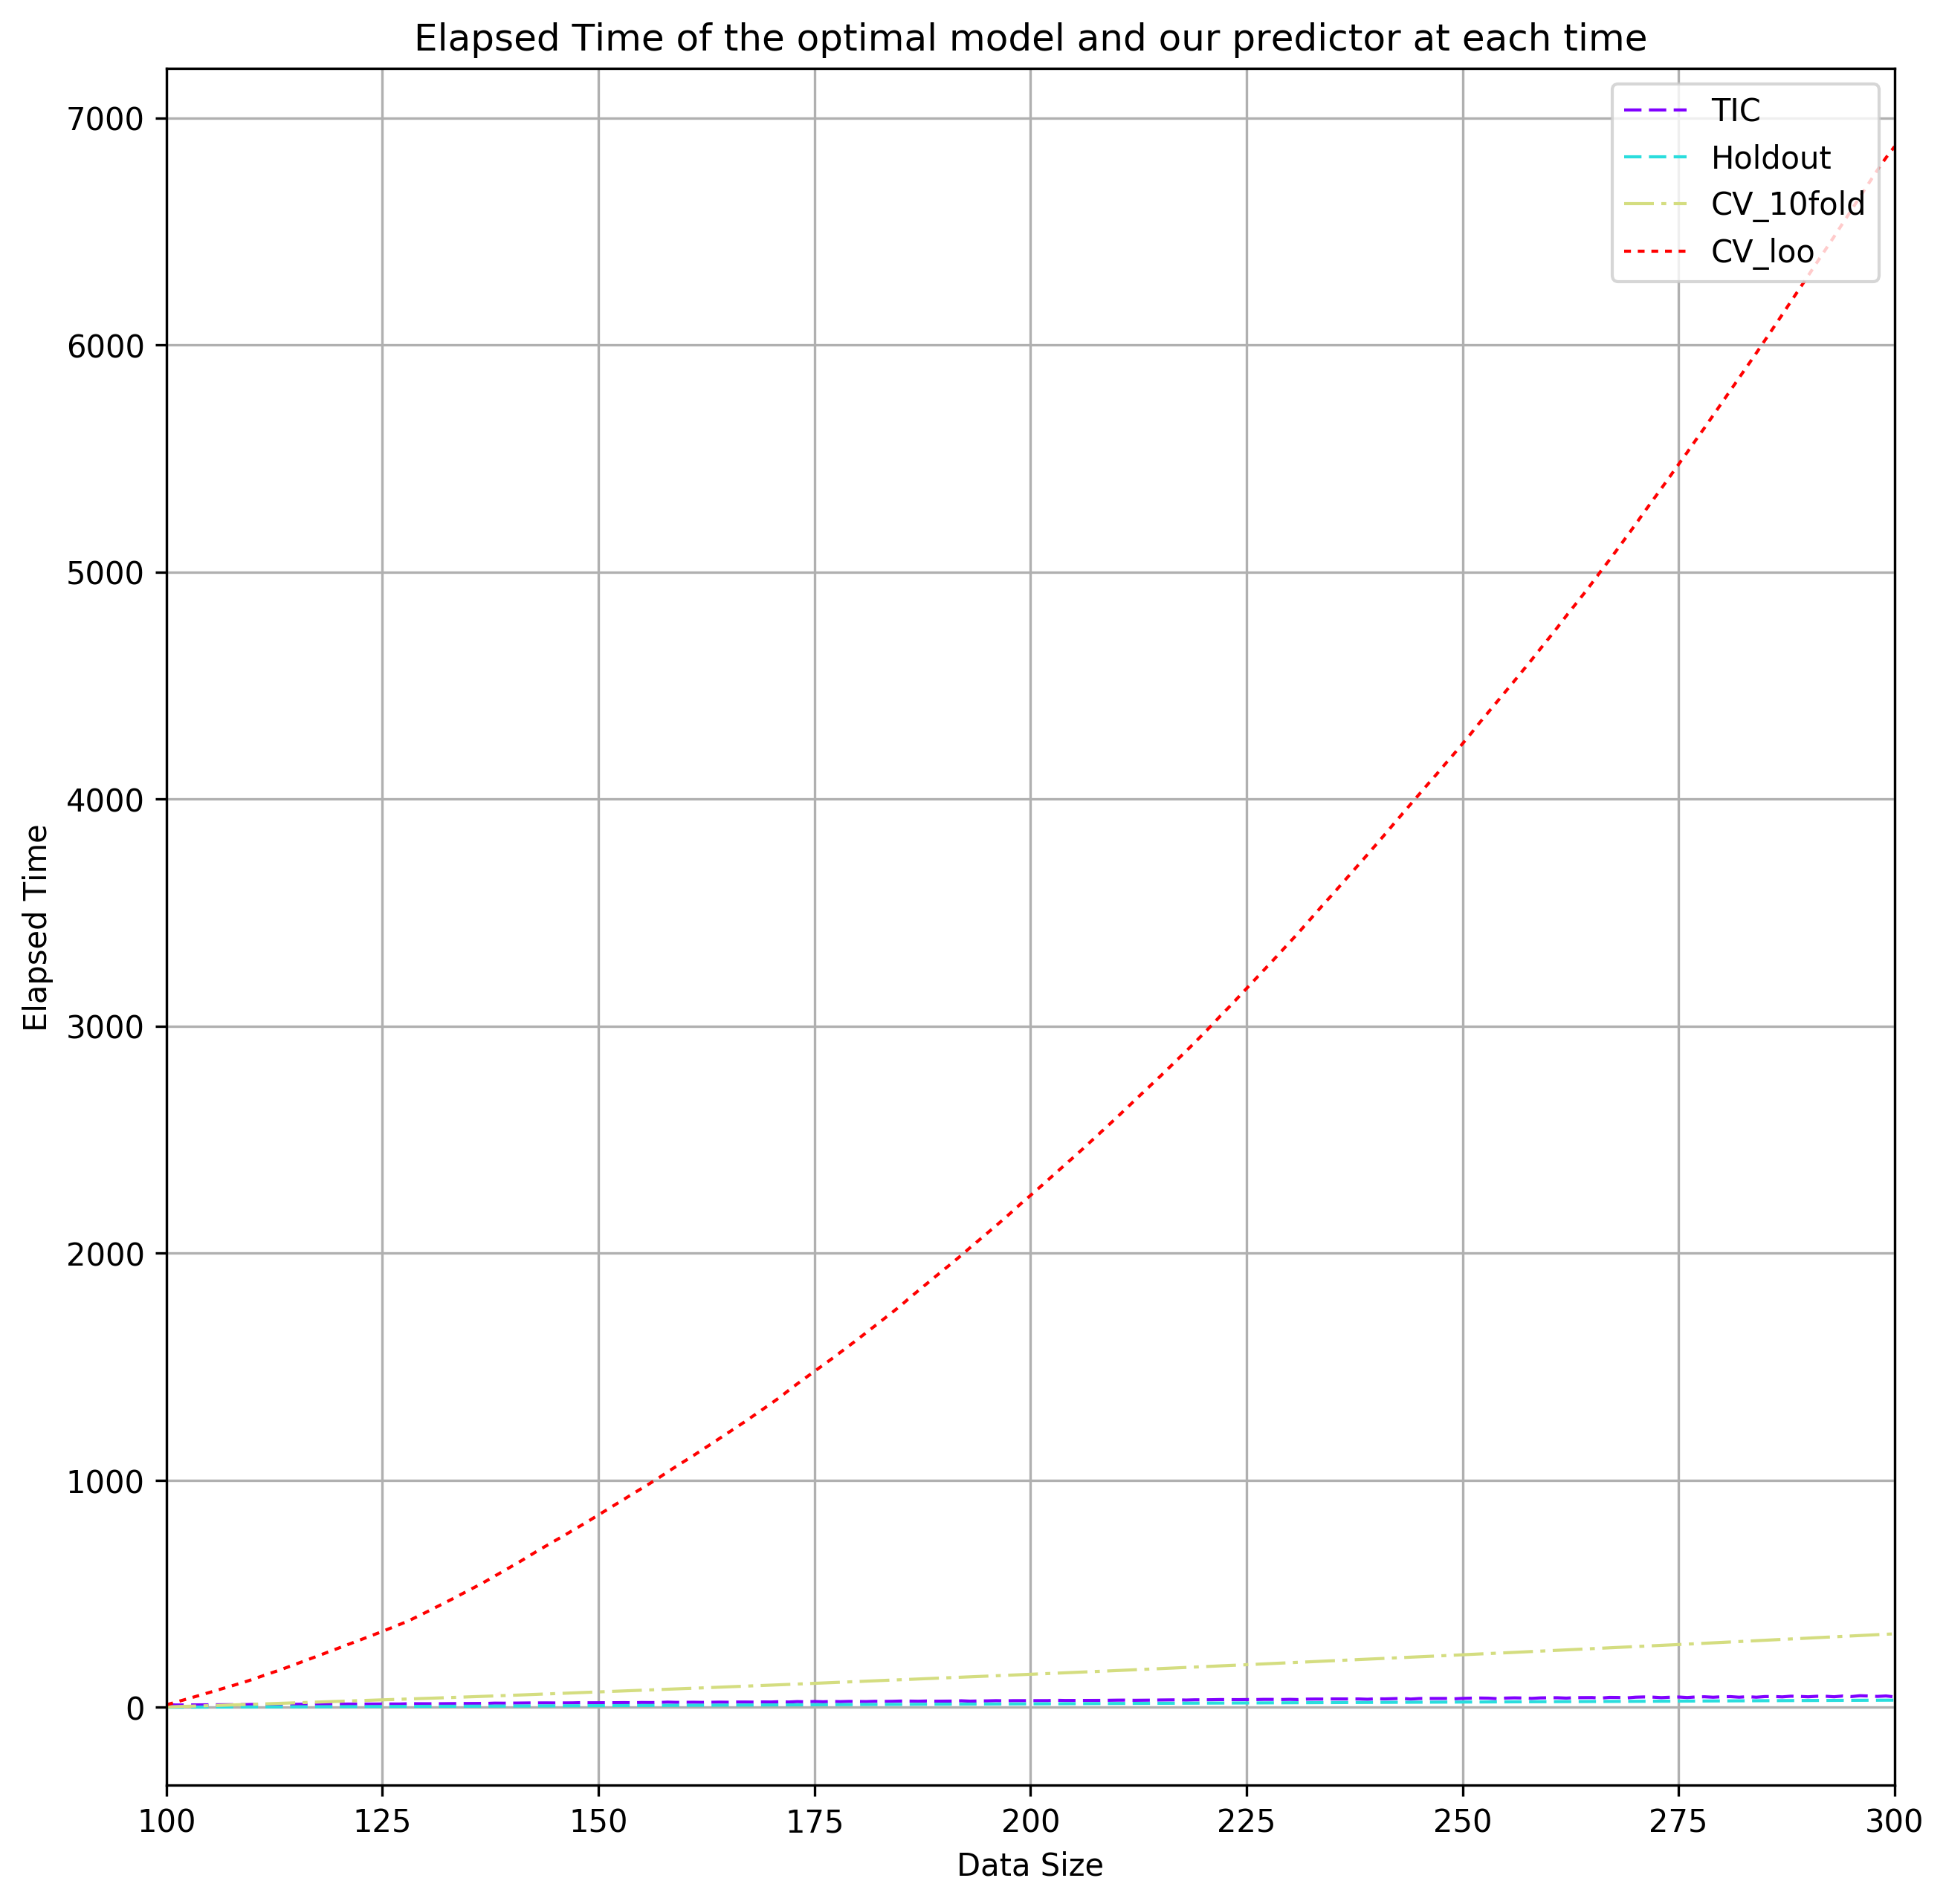 Elapsed Time of the optimal model and our predictor at each time
TIC
Holdout
CV_10fold
CV_loo
Elapsed Time
7000
6000
5000
4000
3000
2000
1000
0
100 125 150 175 200 225 250 275 300
Data Size